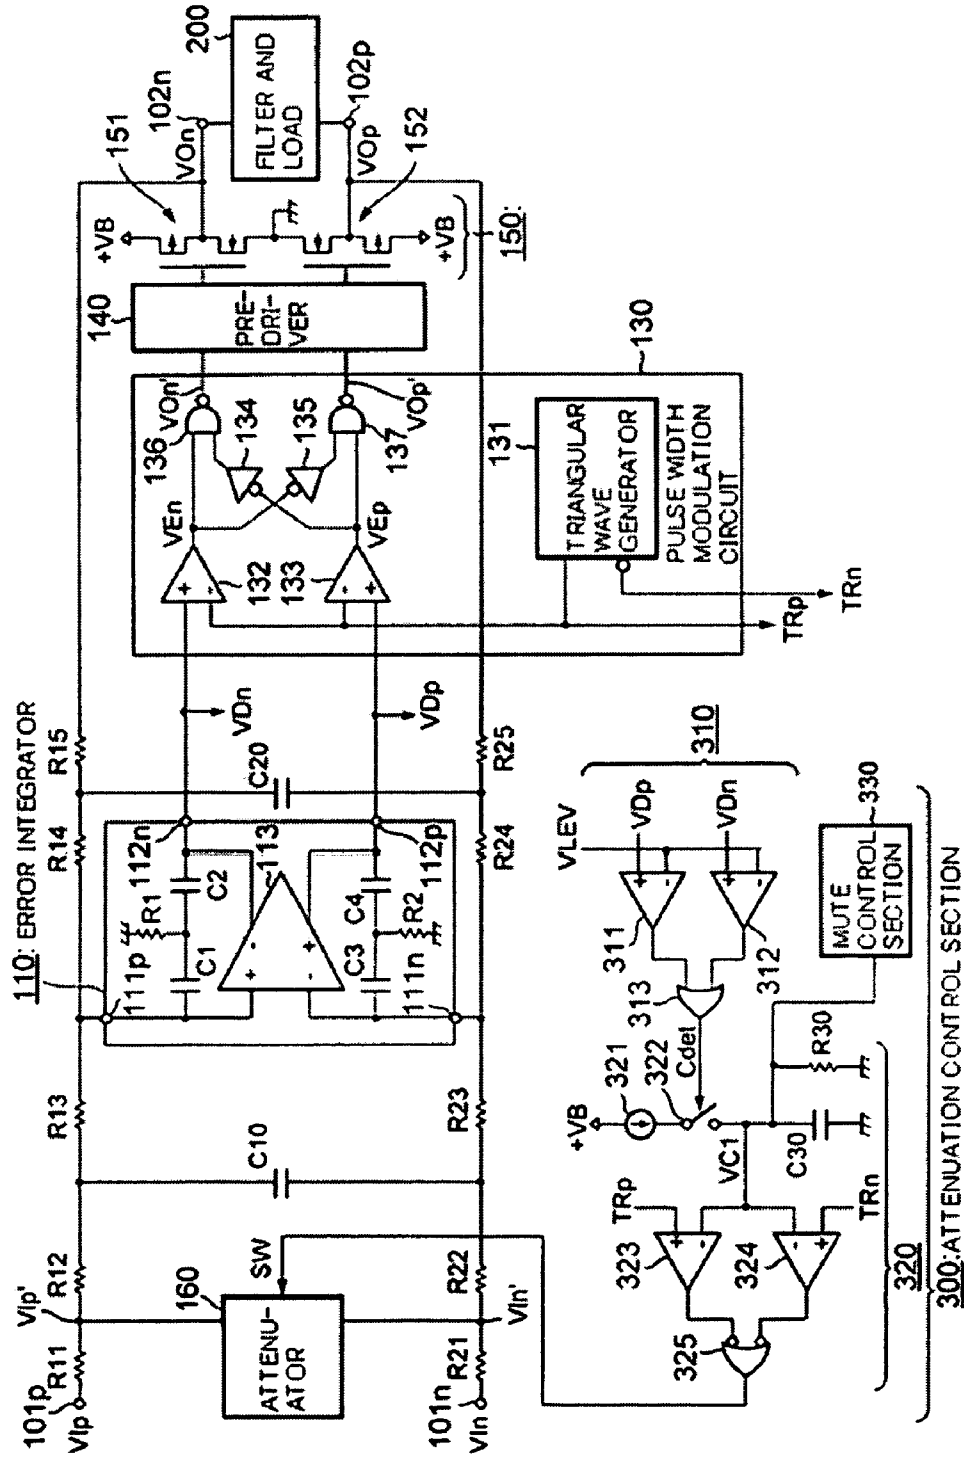 110: ERROR INTEGRATOR
101p
VIp
R11
VIp'
R12
R13
R14
R15
160
ATTENU-
ATOR
SW
C10
111p
R1
112n
C1
C2
113
+
-
-
+
C3
C4
111n
R2
112p
C20
VDn
VDp
101n
VIn
R21
VIn'
R22
R23
R24
R25
VEn
132
+
-
133
-
+
VEp
136
134
135
137
VOn'
VOp'
131
TRIANGULAR
WAVE
GENERATOR
PULSE WIDTH
MODULATION
CIRCUIT
130
TRp
TRn
140
PRE-
DRI-
VER
+VB
151
VOn
102n
200
FILTER AND
LOAD
102p
VOp
152
+VB
150:
310
VLEV
VDp
VDn
311
+
-
312
+
-
313
Cdel
+VB
321
322
VC1
C30
R30
330
MUTE
CONTROL
SECTION
TRp
323
+
-
324
-
+
TRn
325
320
300:ATTENUATION CONTROL SECTION